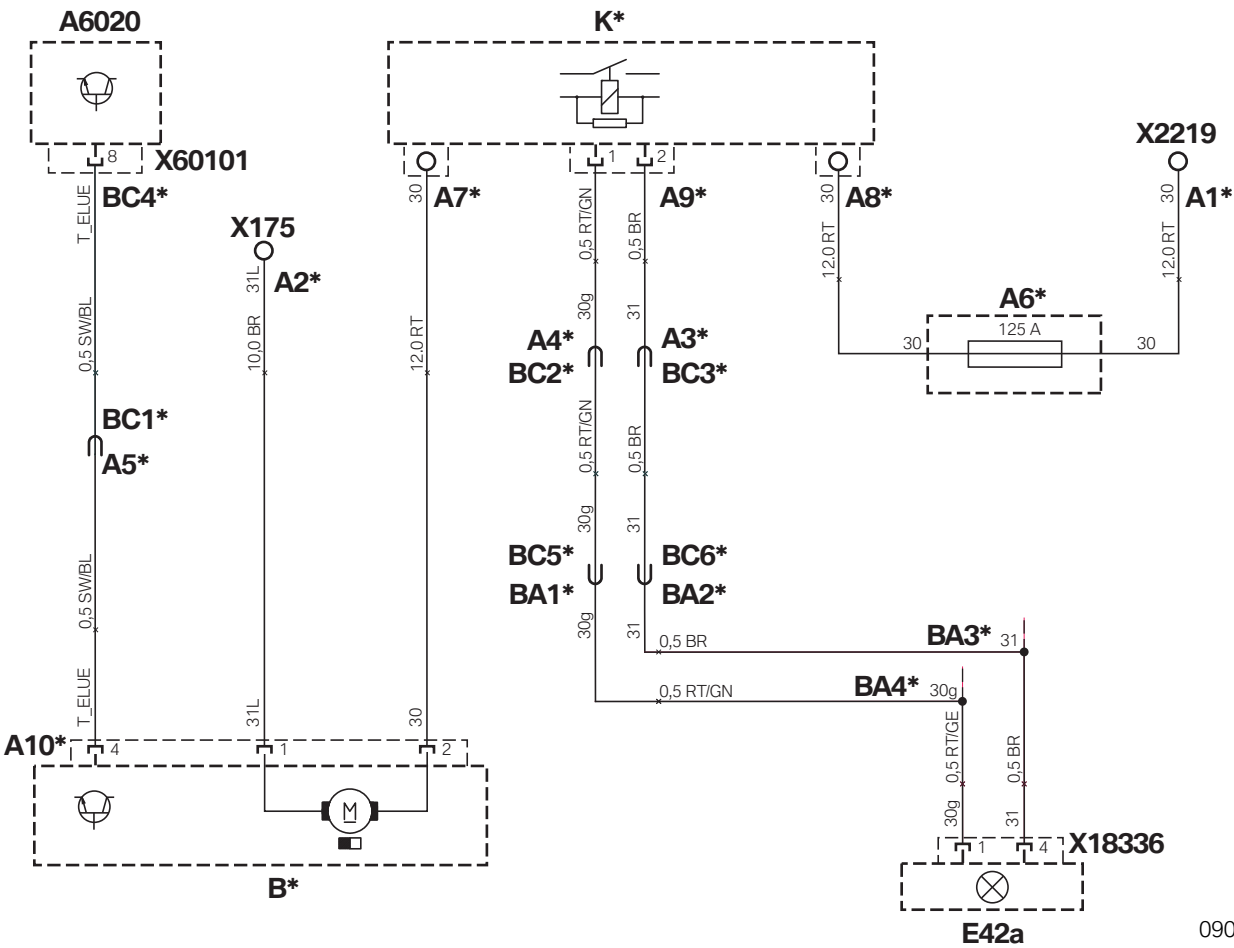 A6020
K*
X2219
8
X60101
1
2
BC4*
30
A7*
A9*
30
A8*
30
A1*
T_ELUE
0,5 RT/GN
0,5 BR
12.0 RT
12.0 RT
X175
31L
A2*
30g
31
A6*
125 A
30
30
0,5 SW/BL
10,0 BR
12.0 RT
A4*
A3*
BC2*
BC3*
BC1*
A5*
0,5 RT/GN
0,5 BR
30g
31
BC5*
BC6*
BA1*
BA2*
0,5 SW/BL
30g
31
0,5 BR
BA3*
31
T_ELUE
31L
30
0,5 RT/GN
BA4*
30g
A10*
4
1
2
0,5 RT/GE
0,5 BR
M
30g
31
1
4
X18336
B*
E42a
090